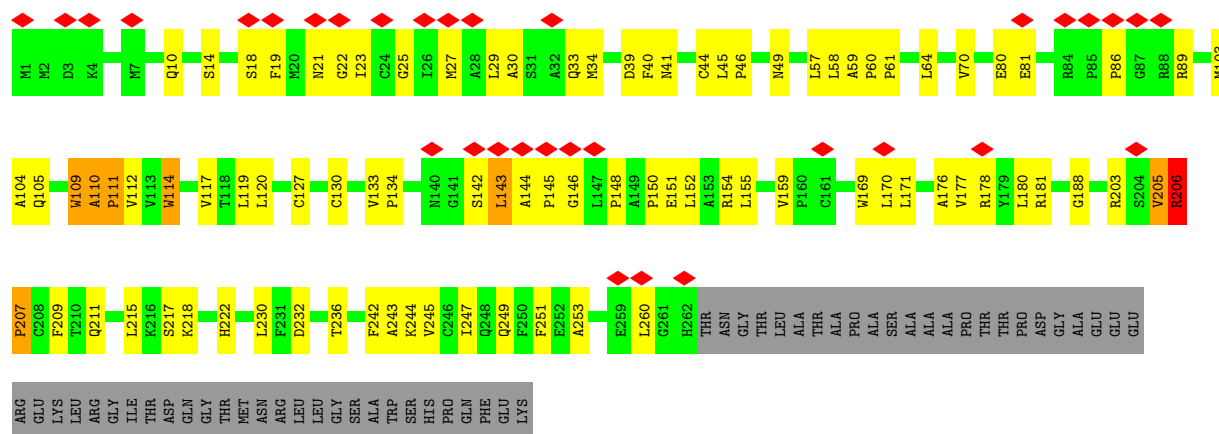 M1 M2 D3 K4 M7 Q10 S14 S18 F19 M20 N21 G22 I23 C24 G25 I26 M27 A28 L29 A30 S31 A32 Q33 M34 D39 F40 N41 C44 L45 P46 N49 L57 L58 A59 P60 P61 L64 V70 E80 E81 R84 P85 P86 G87 R88 R89 M103
A104 Q105 W109 A110 P111 V112 V113 W114 V117 T118 L119 L120 C127 G130 V133 P134 N140 G141 S142 L143 A144 P145 G146 L147 P148 A149 P150 E151 L152 A153 R154 L155 V159 P160 C161 W169 L170 L171 A176 V177 R178 Y179 L180 R181 G188 R203 S204 V205 R206
P207 C208 F209 T210 Q211 L215 K216 S217 K218 H222 L230 F231 D232 T236 F242 A243 K244 V245 C246 I247 Q248 Q249 F250 F251 E252 A253 E259 L260 G261 H262 THR ASN GLY THR LEU ALA THR ALA PRO ALA SER ALA ALA ALA PRO THR THR PRO ASP GLY ALA GLU GLU GLU
ARG GLU LYS LEU ARG GLY ILE THR ASP GLN GLY THR MET ASN ARG LEU LEU GLY SER ALA TRP SER HIS PRO GLN PHE GLU LYS